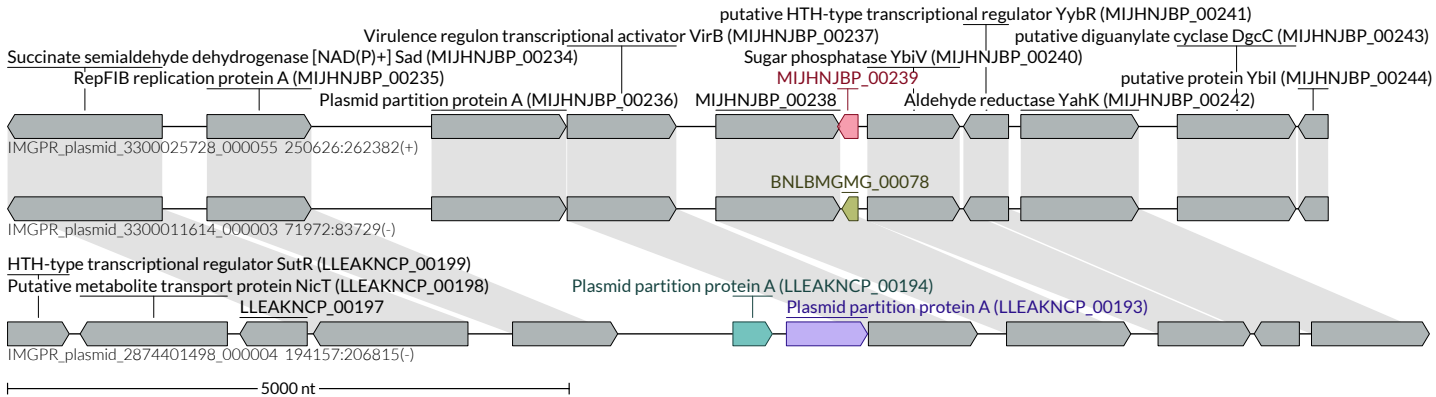 putative HTH-type transcriptional regulator YybR (MIJHNJBP_00241)
Virulence regulon transcriptional activator VirB (MIJHNJBP_00237)
putative diguanylate cyclase DgcC (MIJHNJBP_00243)
Succinate semialdehyde dehydrogenase [NAD(P)+] Sad (MIJHNJBP_00234)
Sugar phosphatase YbiV (MIJHNJBP_00240)
RepFIB replication protein A (MIJHNJBP_00235)
MIJHNJBP_00239
putative protein YbiI (MIJHNJBP_00244)
Plasmid partition protein A (MIJHNJBP_00236)
MIJHNJBP_00238
Aldehyde reductase YahK (MIJHNJBP_00242)
IMGPR_plasmid_3300025728_000055 250626:262382(+)
BNLBMGMG_00078
IMGPR_plasmid_3300011614_000003 71972:83729(-)
HTH-type transcriptional regulator SutR (LLEAKNCP_00199)
Putative metabolite transport protein NicT (LLEAKNCP_00198)
Plasmid partition protein A (LLEAKNCP_00194)
LLEAKNCP_00197
Plasmid partition protein A (LLEAKNCP_00193)
IMGPR_plasmid_2874401498_000004 194157:206815(-)
5000 nt